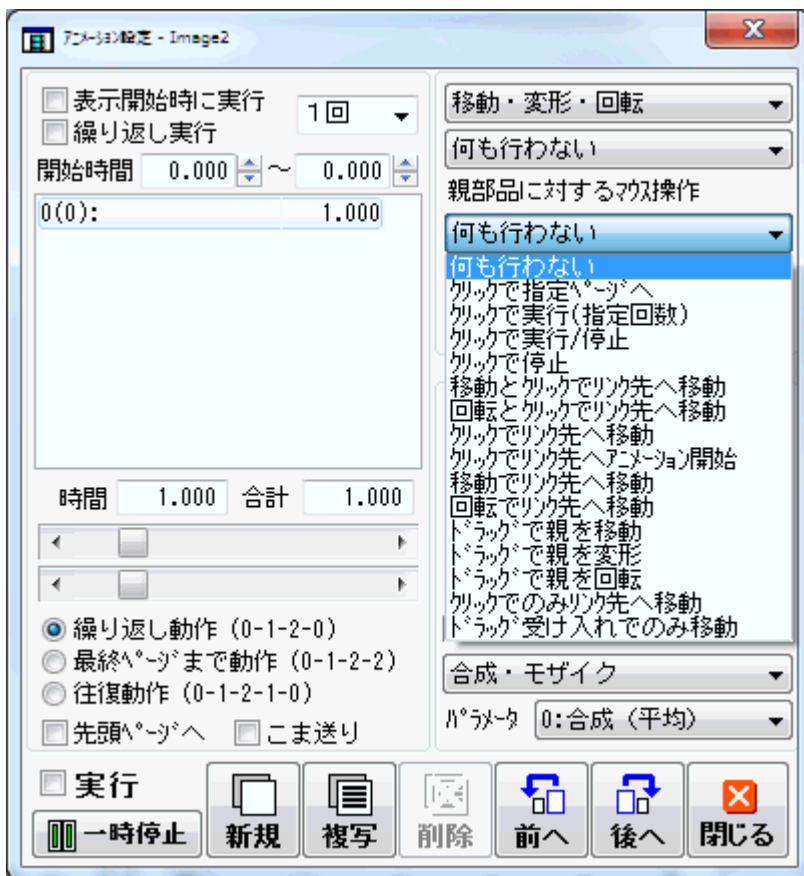 アニメーション設定 - Image2
表示開始時に実行
1回
繰り返し実行
開始時間 0.000 ～ 0.000
0(0): 1.000
時間 1.000 合計 1.000
繰り返し動作 (0-1-2-0)
最終ページまで動作 (0-1-2-2)
往復動作 (0-1-2-1-0)
先頭ページへ こま送り
移動・変形・回転
何も行わない
親部品に対するマウス操作
何も行わない
何も行わない
クリックで指定ページへ
クリックで実行(指定回数)
クリックで実行/停止
クリックで停止
移動とクリックでリンク先へ移動
回転とクリックでリンク先へ移動
クリックでリンク先へ移動
クリックでリンク先へアニメーション開始
移動でリンク先へ移動
回転でリンク先へ移動
ドラッグで親を移動
ドラッグで親を変形
ドラッグで親を回転
クリックでのみリンク先へ移動
ドラッグ受け入れでのみ移動
合成・モザイク
パラメータ 0:合成 (平均)
実行
一時停止
新規
複写
削除
前へ
後へ
閉じる